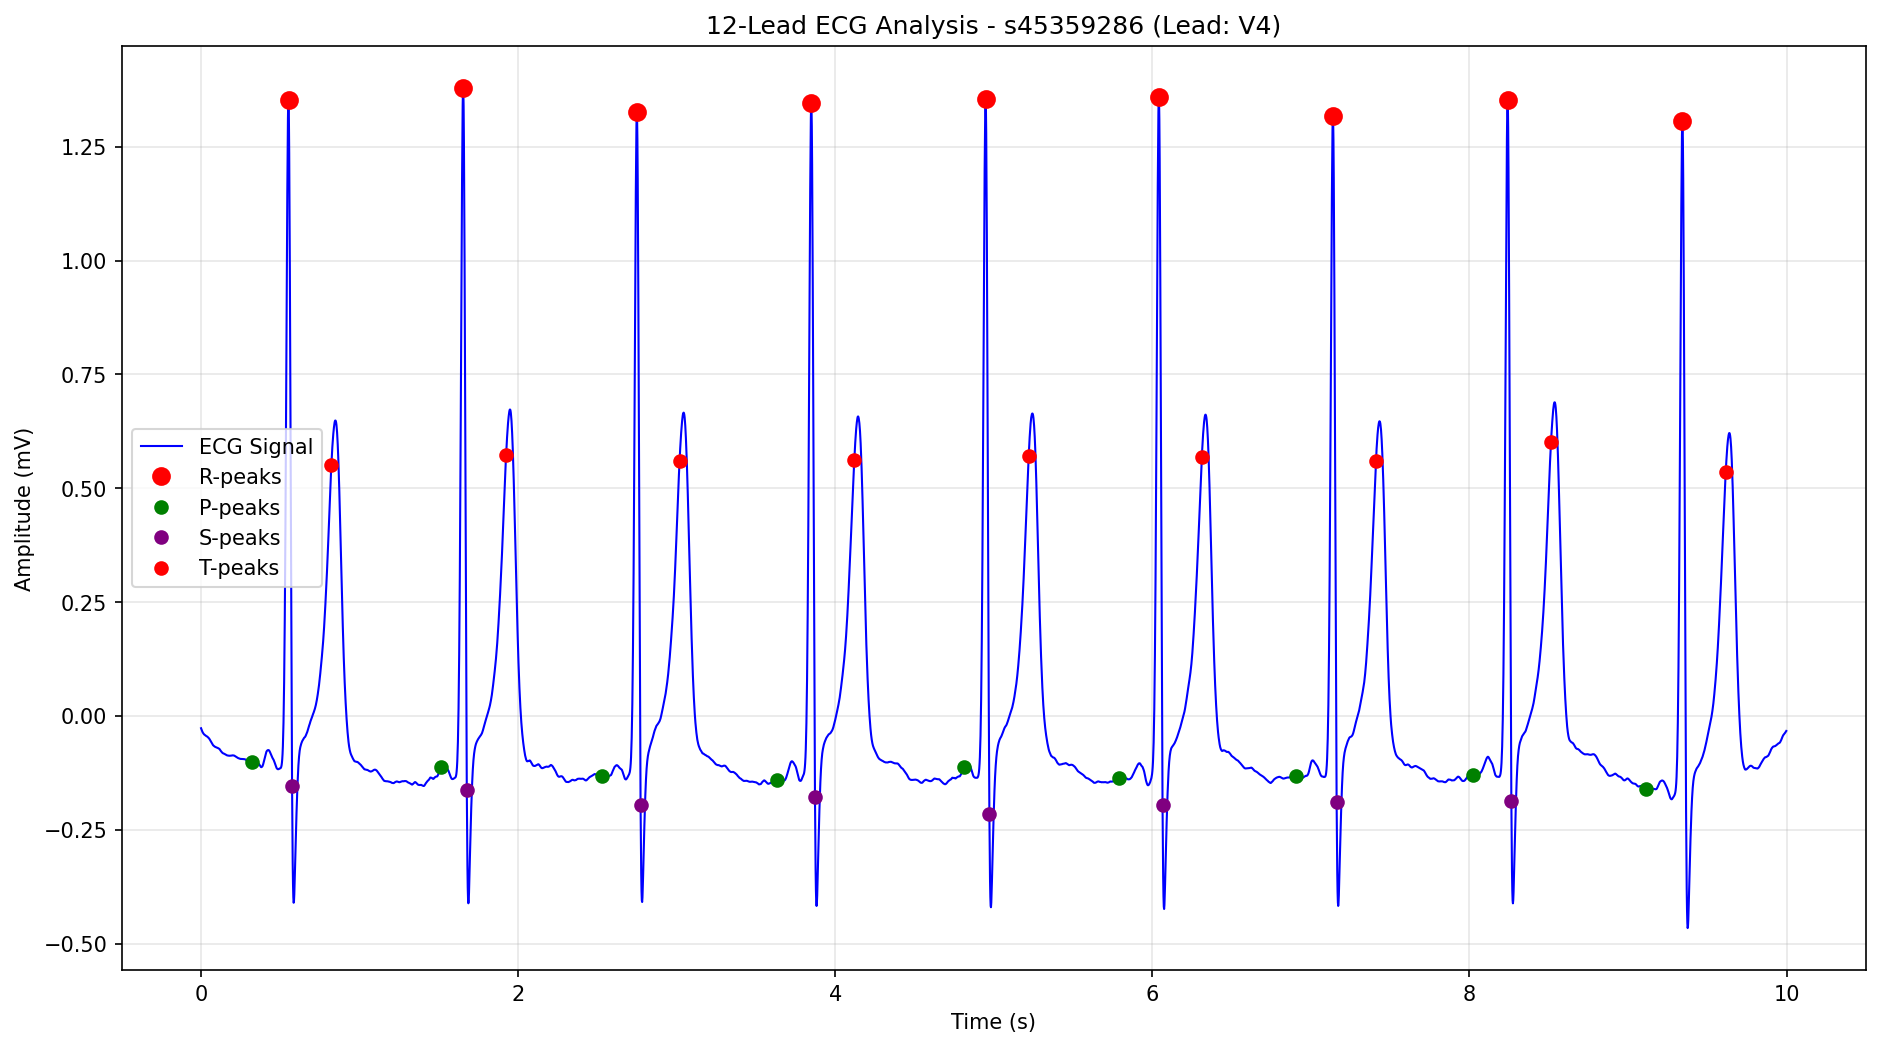 12-Lead ECG Analysis - s45359286 (Lead: V4)
Amplitude (mV)
1.25
1.00
0.75
0.50
0.25
0.00
−0.25
−0.50
ECG Signal
R-peaks
P-peaks
S-peaks
T-peaks
0 2 4 6 8 10
Time (s)